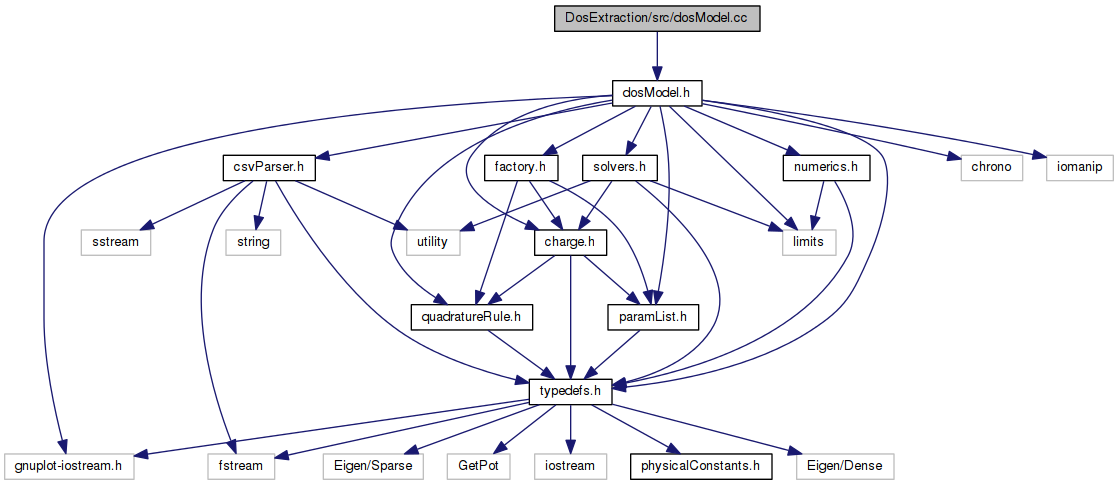 DosExtraction/src/dosModel.cc
dosModel.h
csvParser.h
factory.h
solvers.h
numerics.h
chrono
iomanip
sstream
string
utility
charge.h
limits
quadratureRule.h
paramList.h
typedefs.h
gnuplot-iostream.h
fstream
Eigen/Sparse
GetPot
iostream
physicalConstants.h
Eigen/Dense